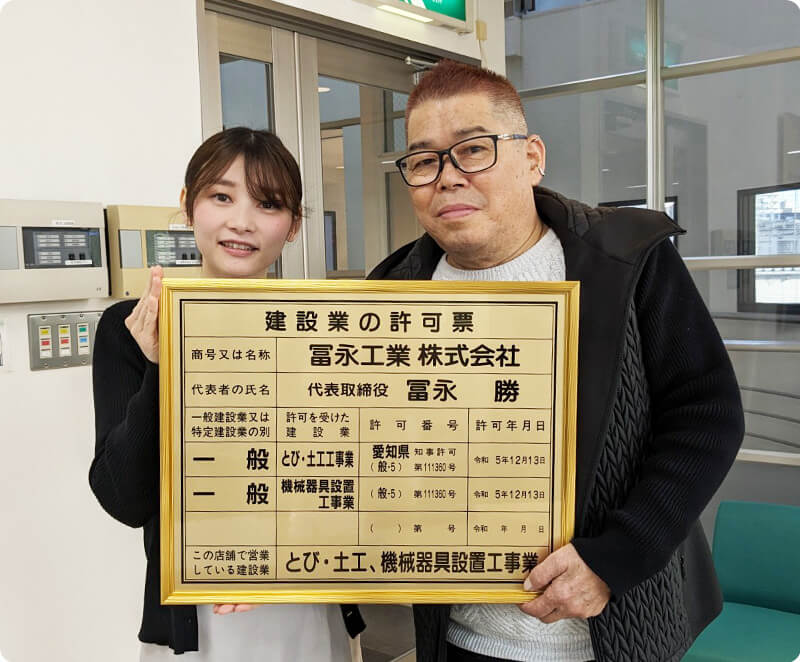 建設業の許可票
商号又は名称 冨永工業 株式会社
代表者の氏名 代表取締役 冨永 勝
一般建設業又は
特定建設業の別
許可を受けた
建設業
許可番号
許可年月日
一般 とび・土工工事業 愛知県 知事許可
(般-5) 第111360号 令和 5年12月13日
一般 機械器具設置
工事業
(般-5) 第111360号 令和 5年12月13日
( ) 第 号 令和 年 月 日
この店舗で営業
している建設業
とび・土工、機械器具設置工事業